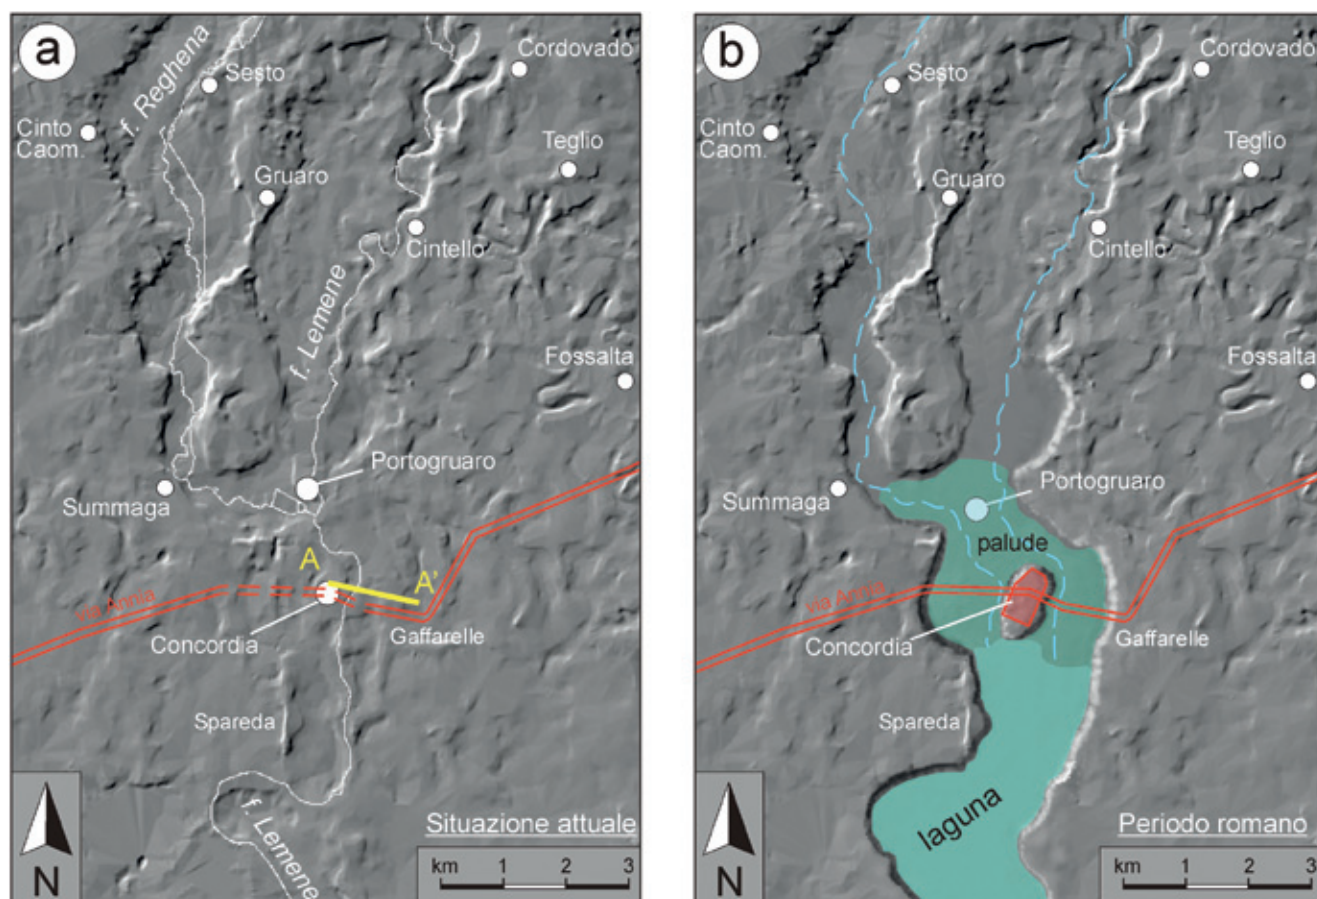 a
f. Reghena
Sesto
Cordovado
Cinto
Caom.
Teglio
Gruaro
Cintello
f. Lemene
Fossalta
Portogruaro
Summaga
A
A'
via Annia
Concordia
Gaffarelle
Spareda
f. Lemene
Situazione attuale
N
km 1 2 3
b
Sesto
Cordovado
Cinto
Caom.
Teglio
Gruaro
Cintello
Fossalta
Portogruaro
Summaga
palude
via Annia
Concordia
Gaffarelle
Spareda
laguna
Periodo romano
N
km 1 2 3